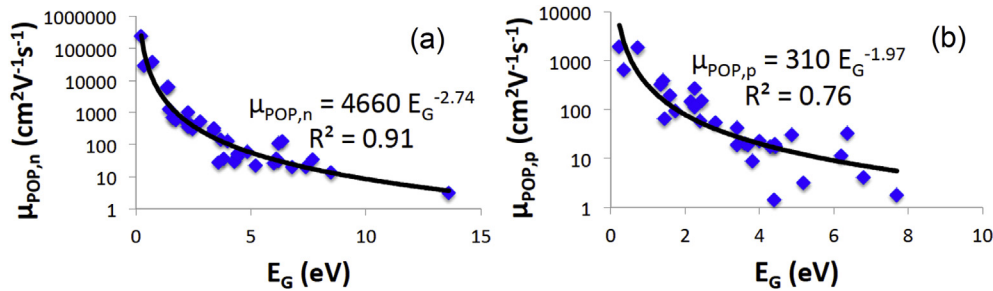 (a)
μPOP,n (cm²V⁻¹s⁻¹)
1000000
100000
10000
1000
100
10
1
μPOP,n = 4660 EG⁻²·⁷⁴
R² = 0.91
0 5 10 15
EG (eV)
(b)
μPOP,p (cm²V⁻¹s⁻¹)
10000
1000
100
10
1
μPOP,p = 310 EG⁻¹·⁹⁷
R² = 0.76
0 2 4 6 8 10
EG (eV)